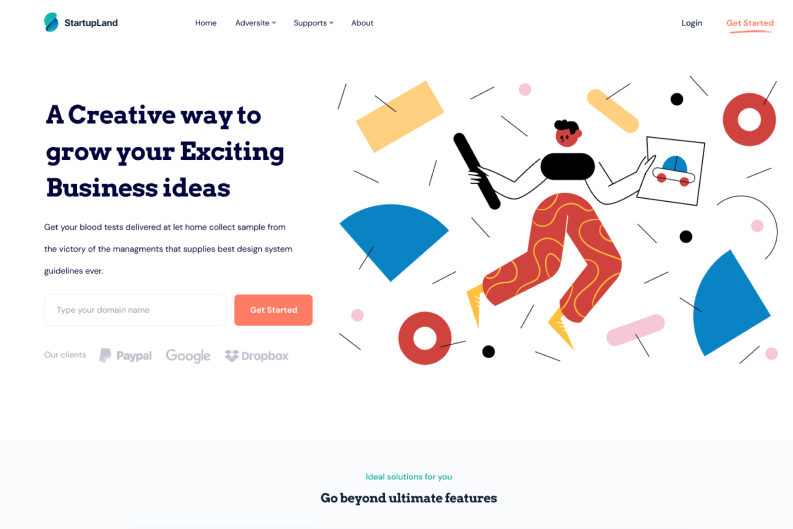 StartupLand
Home
Adversite
Supports
About
Login
Get Started
A Creative way to
grow your Exciting
Business ideas
Get your blood tests delivered at let home collect sample from
the victory of the managments that supplies best design system
guidelines ever.
Type your domain name
Get Started
Our clients
Paypal
Google
Dropbox
Ideal solutions for you
Go beyond ultimate features